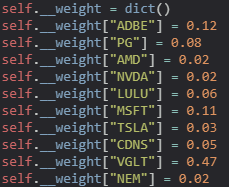 self.__weight = dict()
self.__weight["ADBE"] = 0.12
self.__weight["PG"] = 0.08
self.__weight["AMD"] = 0.02
self.__weight["NVDA"] = 0.02
self.__weight["LULU"] = 0.06
self.__weight["MSFT"] = 0.11
self.__weight["TSLA"] = 0.03
self.__weight["CDNS"] = 0.05
self.__weight["VGLT"] = 0.47
self.__weight["NEM"] = 0.02